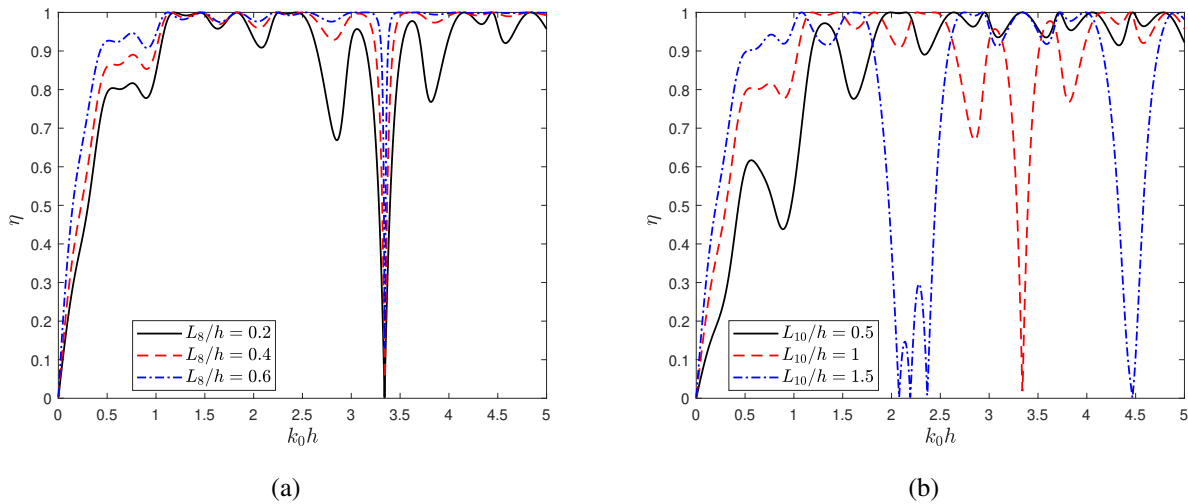 1
0.9
0.8
0.7
0.6
0.5
0.4
0.3
0.2
0.1
0
η
L₈/h = 0.2
L₈/h = 0.4
L₈/h = 0.6
0 0.5 1 1.5 2 2.5 3 3.5 4 4.5 5
k₀h
(a)
1
0.9
0.8
0.7
0.6
0.5
0.4
0.3
0.2
0.1
0
η
L₁₀/h = 0.5
L₁₀/h = 1
L₁₀/h = 1.5
0 0.5 1 1.5 2 2.5 3 3.5 4 4.5 5
k₀h
(b)